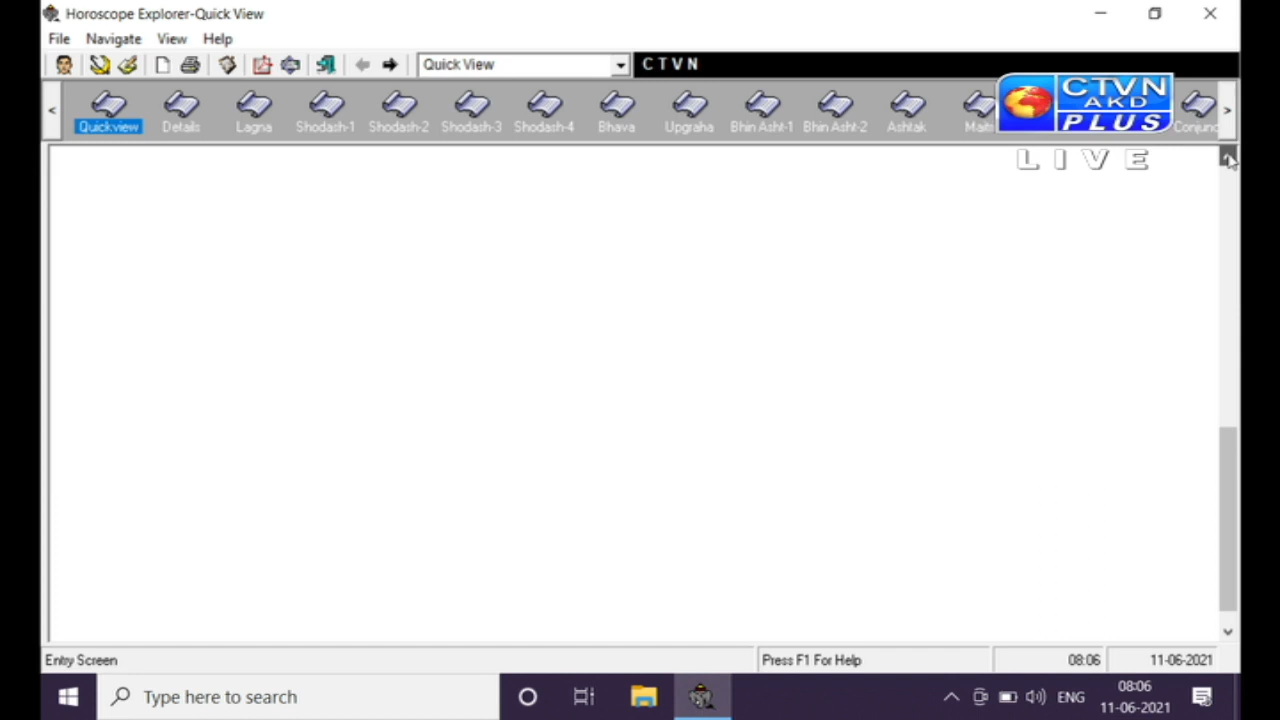 Horoscope Explorer-Quick View
File Navigate View Help
Quick View
CTVN
< Quickview Details Lagna Shodash-1 Shodash-2 Shodash-3 Shodash-4 Bhava Upgraha Bhin Asht-1 Bhin Asht-2 Ashtak >
CTVN
AKD
PLUS
LIVE
Entry Screen Press F1 For Help 08:06 11-06-2021
Type here to search
ENG
08:06
11-06-2021